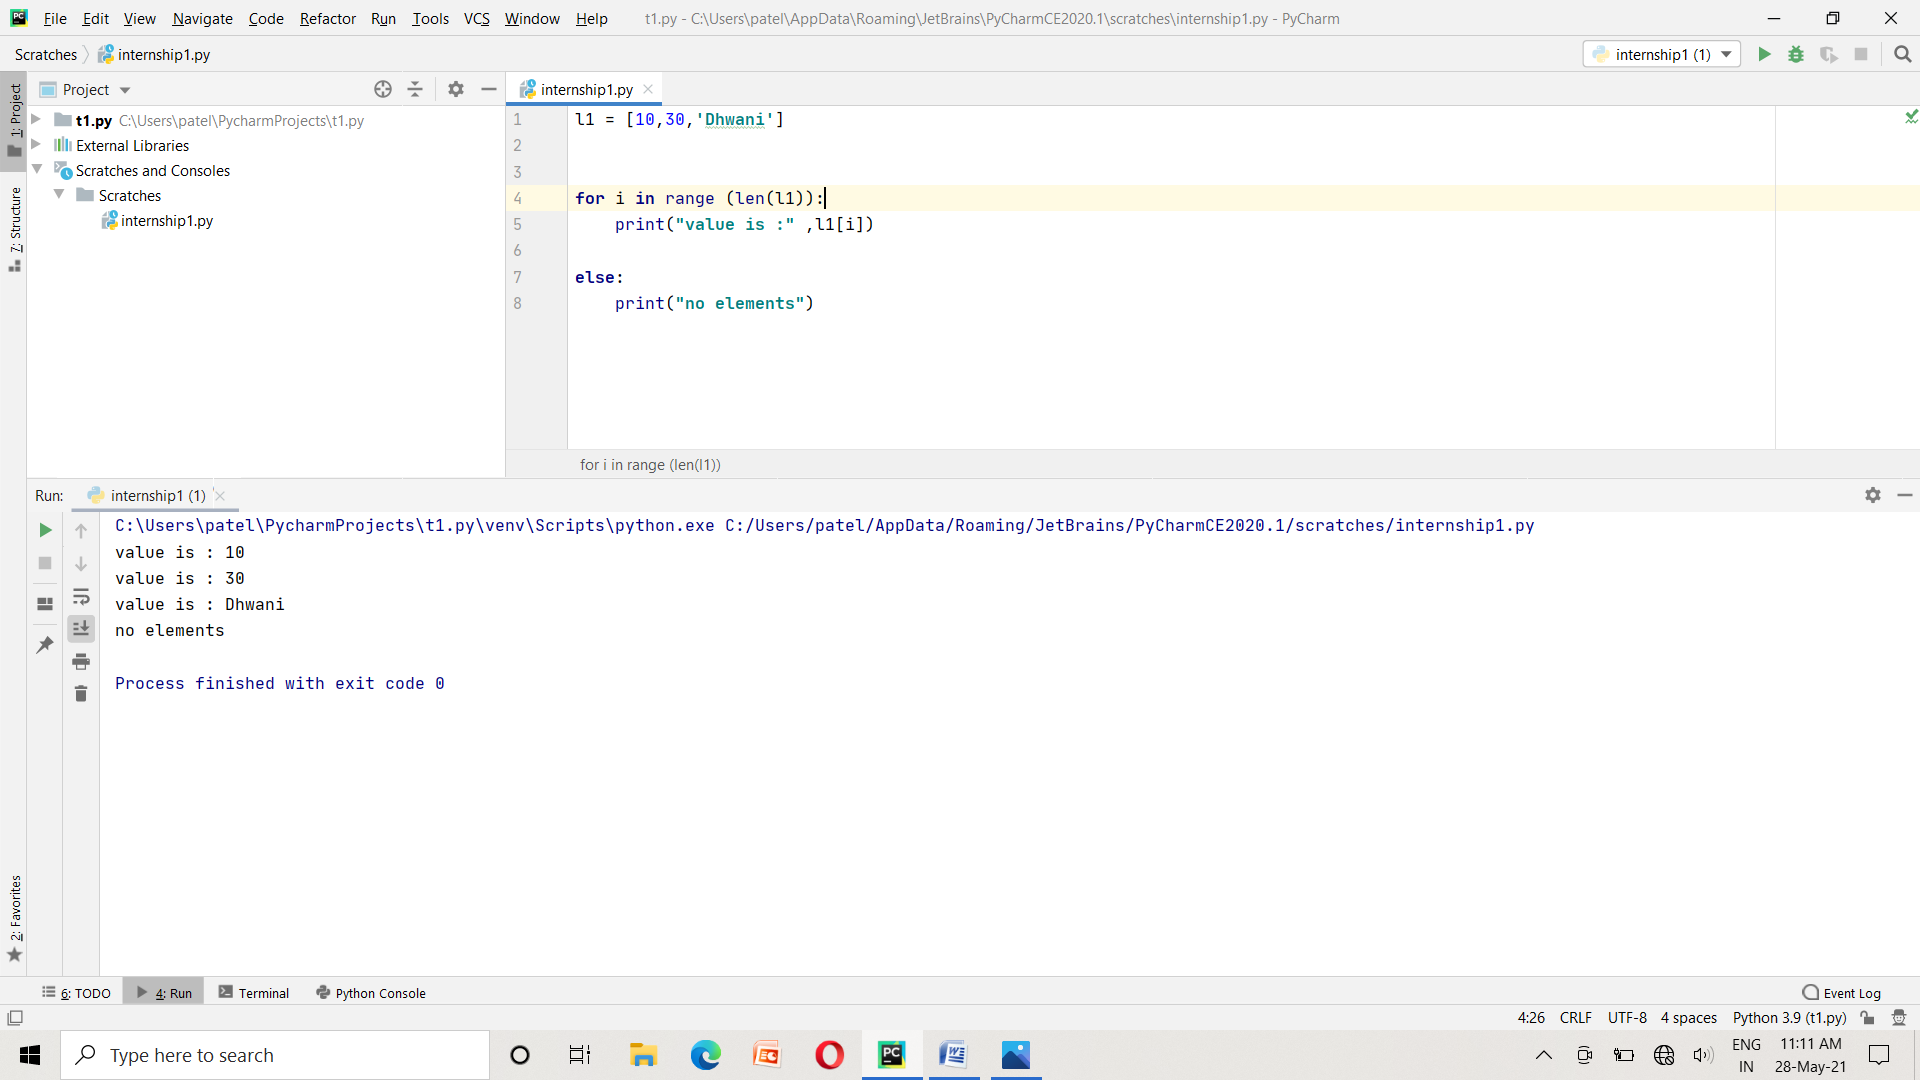 File Edit View Navigate Code Refactor Run Tools VCS Window Help t1.py - C:\Users\patel\AppData\Roaming\JetBrains\PyCharmCE2020.1\scratches\internship1.py - PyCharm
Scratches internship1.py internship1 (1)
Project internship1.py
1: Project
t1.py C:\Users\patel\PycharmProjects\t1.py
External Libraries
Scratches and Consoles
Scratches
internship1.py
7: Structure
1 l1 = [10,30,'Dhwani']
2
3
4 for i in range (len(l1)):
5     print("value is :" ,l1[i])
6
7 else:
8     print("no elements")
for i in range (len(l1))
Run: internship1 (1)
C:\Users\patel\PycharmProjects\t1.py\venv\Scripts\python.exe C:/Users/patel/AppData/Roaming/JetBrains/PyCharmCE2020.1/scratches/internship1.py
value is : 10
value is : 30
value is : Dhwani
no elements
Process finished with exit code 0
2: Favorites
6: TODO 4: Run Terminal Python Console Event Log
4:26 CRLF UTF-8 4 spaces Python 3.9 (t1.py)
Type here to search
PC
ENG
IN
11:11 AM
28-May-21